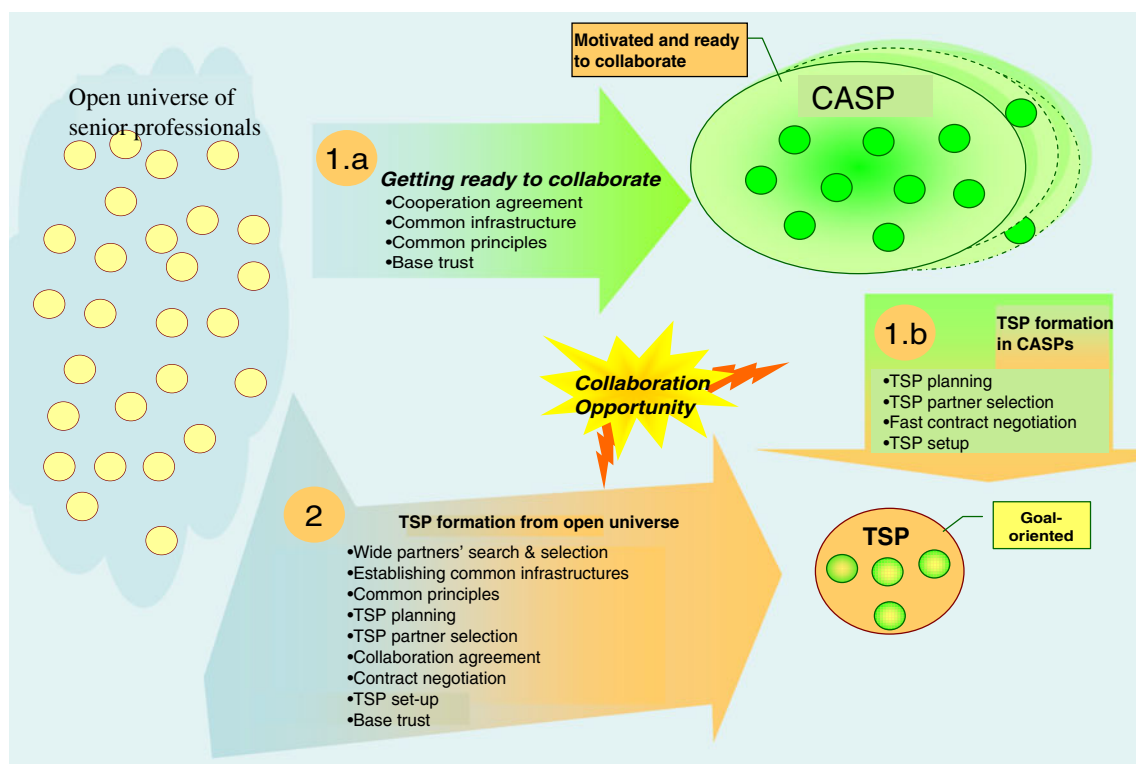 Open universe of
senior professionals
Motivated and ready
to collaborate
CASP
1.a
Getting ready to collaborate
•Cooperation agreement
•Common infrastructure
•Common principles
•Base trust
1.b
TSP formation
in CASPs
•TSP planning
•TSP partner selection
•Fast contract negotiation
•TSP setup
Collaboration
Opportunity
2
TSP formation from open universe
•Wide partners’ search & selection
•Establishing common infrastructures
•Common principles
•TSP planning
•TSP partner selection
•Collaboration agreement
•Contract negotiation
•TSP set-up
•Base trust
TSP
Goal-
oriented